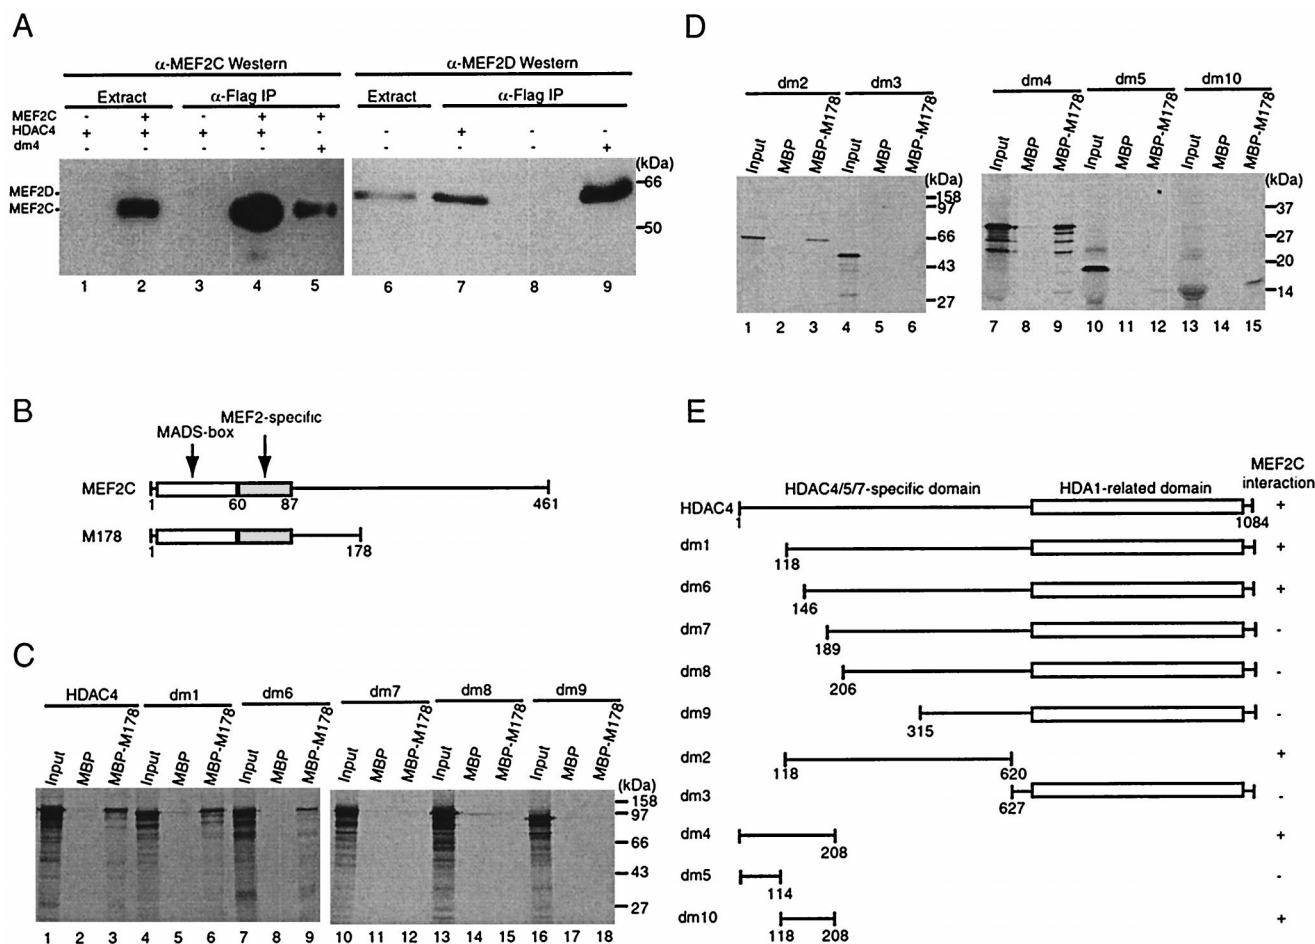 A
α-MEF2C Western
α-MEF2D Western
Extract
α-Flag IP
Extract
α-Flag IP
MEF2C - + - + +
HDAC4 + + + + - - + - -
dm4 - - - - + - - - +
(kDa)
MEF2D
MEF2C
66
50
1 2 3 4 5 6 7 8 9
B
MADS-box
MEF2-specific
MEF2C
1 60 87 461
M178
1 178
C
HDAC4 dm1 dm6 dm7 dm8 dm9
Input MBP MBP-M178 Input MBP MBP-M178 Input MBP MBP-M178 Input MBP MBP-M178 Input MBP MBP-M178 Input MBP MBP-M178
(kDa)
158
97
66
43
27
1 2 3 4 5 6 7 8 9 10 11 12 13 14 15 16 17 18
D
dm2 dm3
Input MBP MBP-M178 Input MBP MBP-M178
(kDa)
158
97
66
43
27
1 2 3 4 5 6
dm4 dm5 dm10
Input MBP MBP-M178 Input MBP MBP-M178 Input MBP MBP-M178
(kDa)
37
27
20
14
7 8 9 10 11 12 13 14 15
E
MEF2C
interaction
HDAC4/5/7-specific domain
HDA1-related domain
HDAC4 +
1 1084
dm1 +
118
dm6 +
146
dm7 -
189
dm8 -
206
dm9 -
315
dm2 +
118 620
dm3 -
627
dm4 +
208
dm5 -
114
dm10 +
118 208